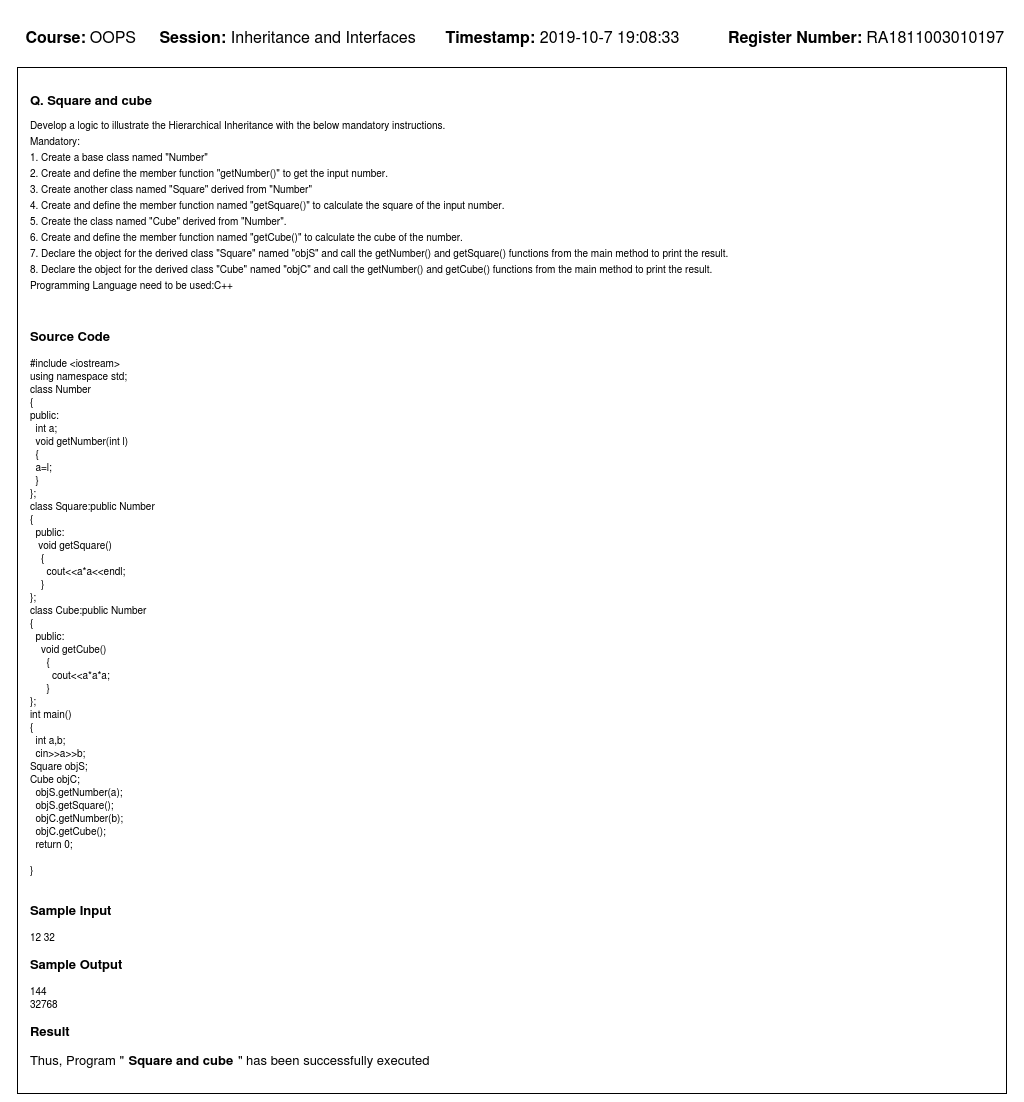 Course: OOPS Session: Inheritance and Interfaces Timestamp: 2019-10-7 19:08:33 Register Number: RA1811003010197
Q. Square and cube
Develop a logic to illustrate the Hierarchical Inheritance with the below mandatory instructions.
Mandatory:
1. Create a base class named "Number"
2. Create and define the member function "getNumber()" to get the input number.
3. Create another class named "Square" derived from "Number"
4. Create and define the member function named "getSquare()" to calculate the square of the input number.
5. Create the class named "Cube" derived from "Number".
6. Create and define the member function named "getCube()" to calculate the cube of the number.
7. Declare the object for the derived class "Square" named "objS" and call the getNumber() and getSquare() functions from the main method to print the result.
8. Declare the object for the derived class "Cube" named "objC" and call the getNumber() and getCube() functions from the main method to print the result.
Programming Language need to be used:C++
Source Code
#include <iostream>
using namespace std;
class Number
{
public:
int a;
void getNumber(int l)
{
a=l;
}
};
class Square:public Number
{
public:
void getSquare()
{
cout<<a*a<<endl;
}
};
class Cube:public Number
{
public:
void getCube()
{
cout<<a*a*a;
}
};
int main()
{
int a,b;
cin>>a>>b;
Square objS;
Cube objC;
objS.getNumber(a);
objS.getSquare();
objC.getNumber(b);
objC.getCube();
return 0;
}
Sample Input
12 32
Sample Output
144
32768
Result
Thus, Program " Square and cube " has been successfully executed